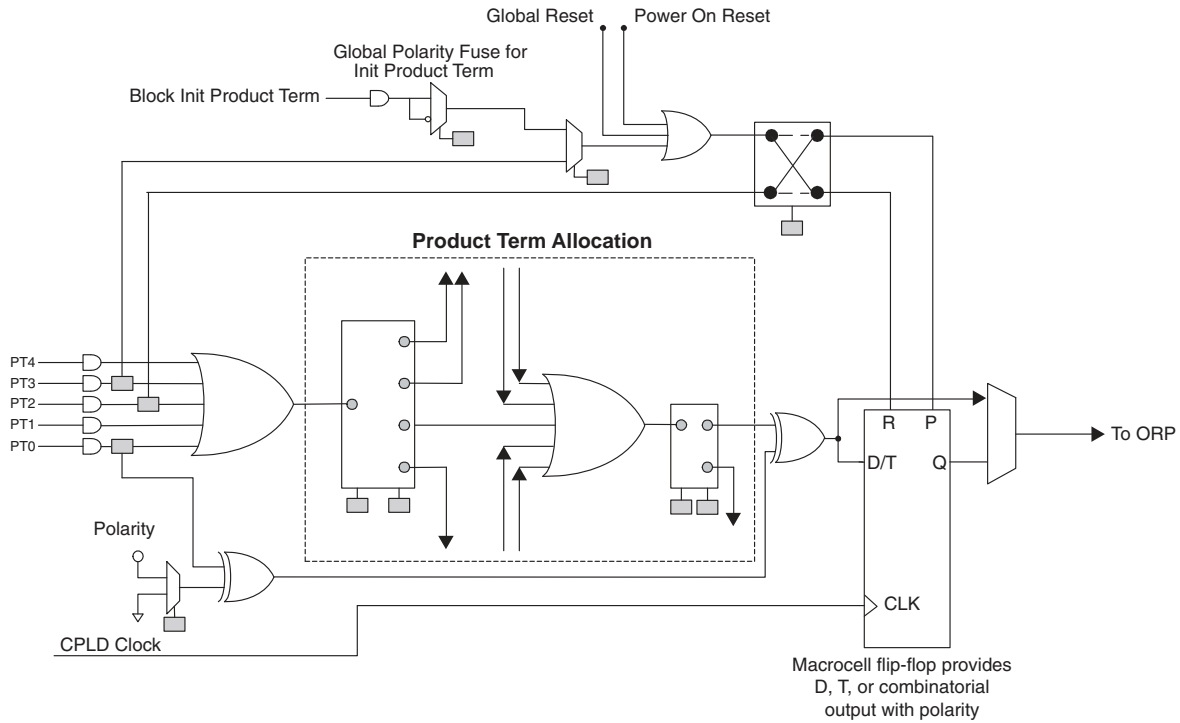 Global Reset
Power On Reset
Global Polarity Fuse for
Init Product Term
Block Init Product Term
Product Term Allocation
PT4
PT3
PT2
PT1
PT0
R
P
To ORP
D/T
Q
Polarity
CLK
CPLD Clock
Macrocell flip-flop provides
D, T, or combinatorial
output with polarity